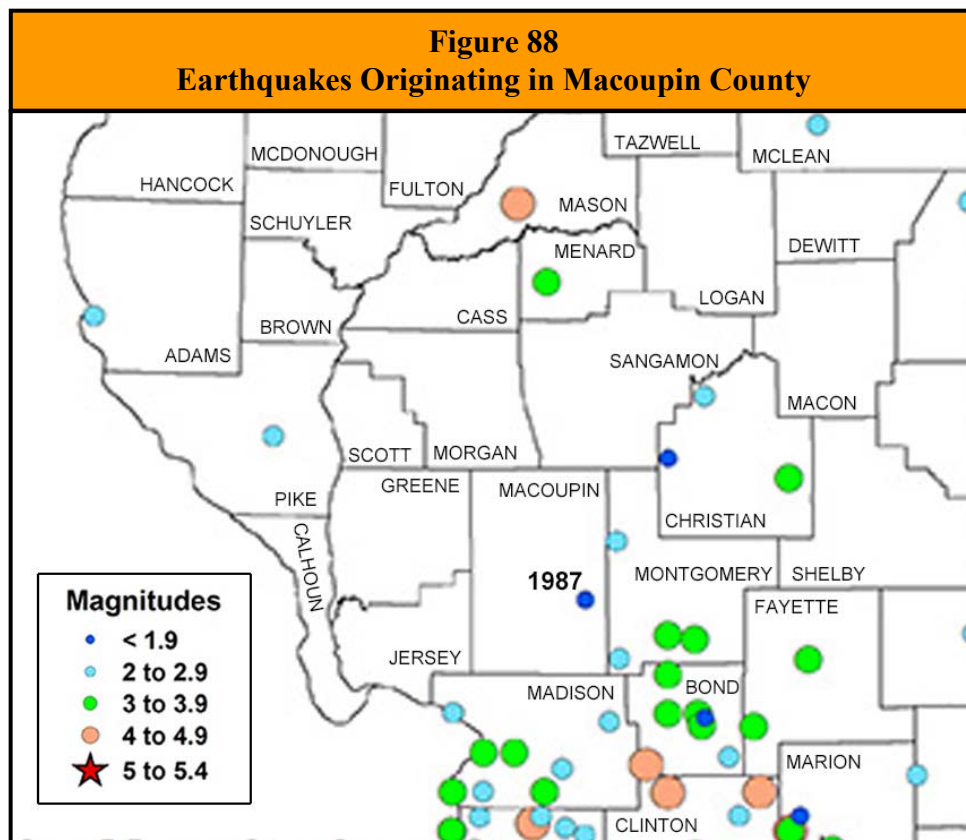 Figure 88
Earthquakes Originating in Macoupin County
TAZWELL
MCDONOUGH
MCLEAN
HANCOCK
FULTON
MASON
SCHUYLER
MENARD
DEWITT
LOGAN
CASS
BROWN
ADAMS
SANGAMON
MACON
SCOTT
MORGAN
GREENE
MACOUPIN
PIKE
CHRISTIAN
CALHOUN
1987
MONTGOMERY
SHELBY
Magnitudes
FAYETTE
< 1.9
2 to 2.9
3 to 3.9
4 to 4.9
5 to 5.4
JERSEY
MADISON
BOND
MARION
CLINTON